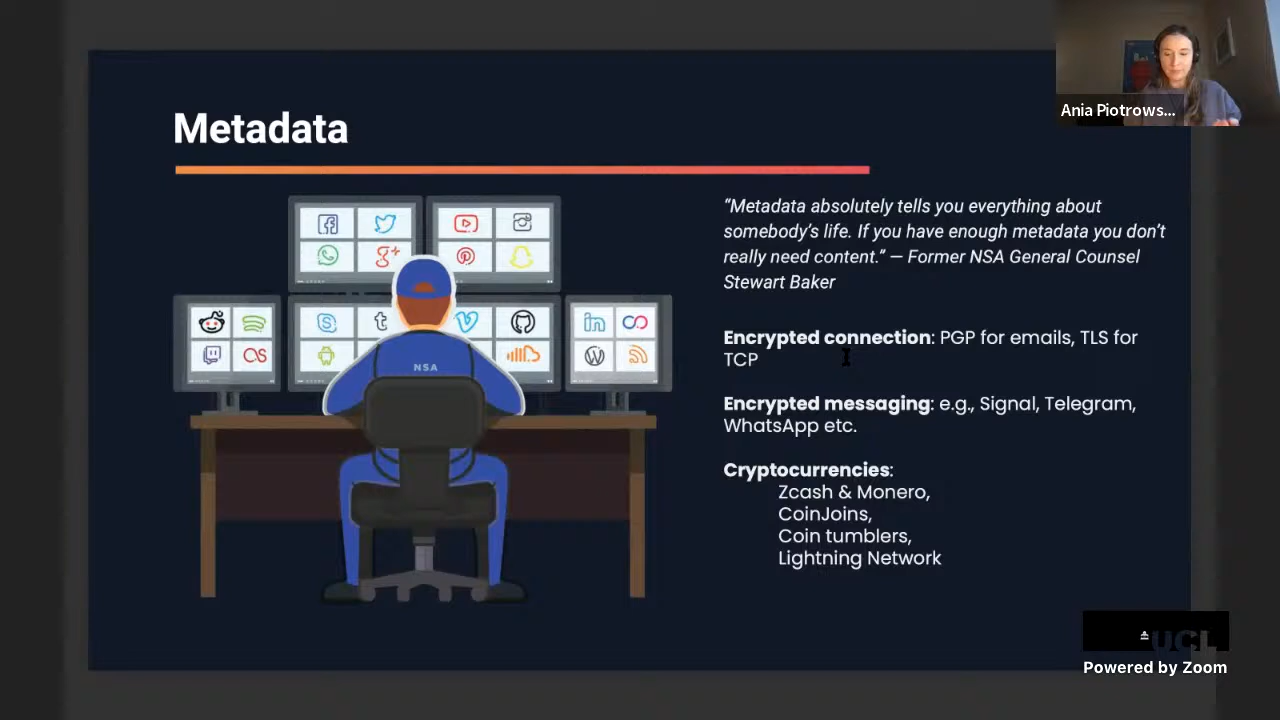 Ania Piotrows...
Metadata
“Metadata absolutely tells you everything about
somebody’s life. If you have enough metadata you don’t
really need content.” — Former NSA General Counsel
Stewart Baker
NSA
Encrypted connection: PGP for emails, TLS for
TCP
Encrypted messaging: e.g., Signal, Telegram,
WhatsApp etc.
Cryptocurrencies:
Zcash & Monero,
CoinJoins,
Coin tumblers,
Lightning Network
UCL
Powered by Zoom